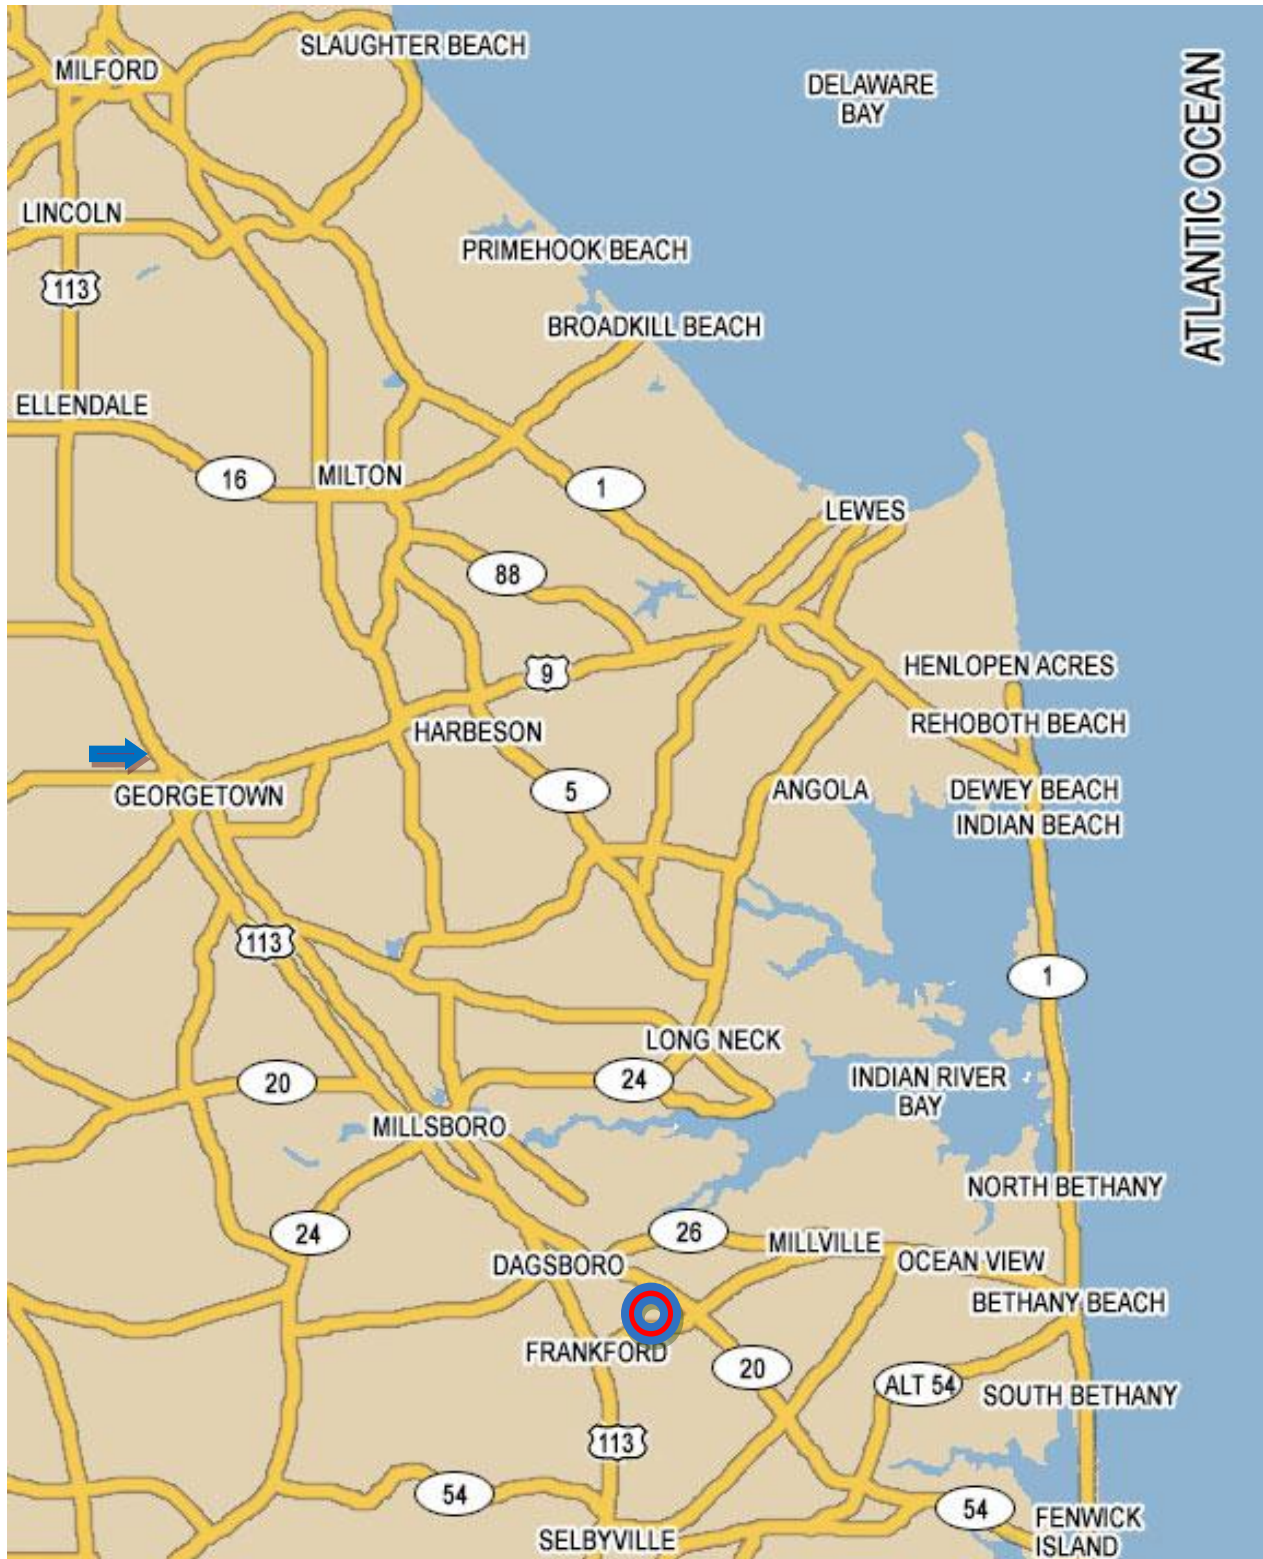 SLAUGHTER BEACH
MILFORD
DELAWARE
BAY
ATLANTIC OCEAN
LINCOLN
PRIMEHOOK BEACH
113
BROADKILL BEACH
ELLENDALE
16
MILTON
1
LEWES
88
HENLOPEN ACRES
9
REHOBOTH BEACH
HARBESON
GEORGETOWN
5
ANGOLA
DEWEY BEACH
INDIAN BEACH
113
1
LONG NECK
20
24
INDIAN RIVER
BAY
MILLSBORO
NORTH BETHANY
24
26
MILLVILLE
DAGSBORO
OCEAN VIEW
BETHANY BEACH
FRANKFORD
20
ALT 54
SOUTH BETHANY
113
54
54
FENWICK
ISLAND
SELBYVILLE